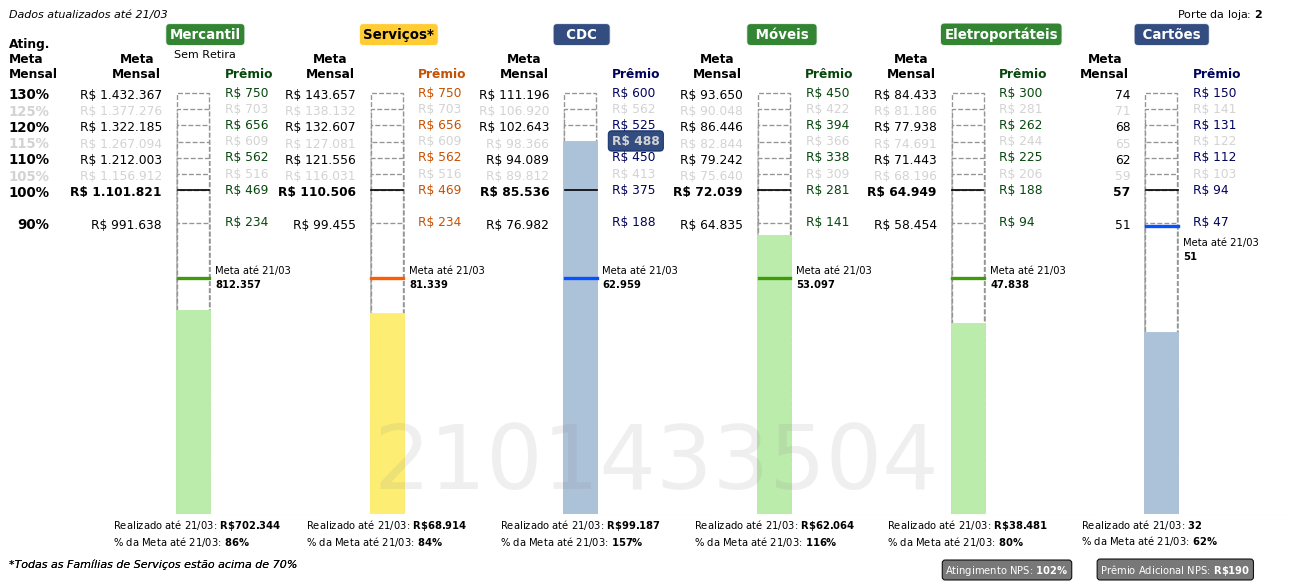 Dados atualizados até 21/03
Porte da loja: 2
Mercantil Serviços* CDC Móveis Eletroportáteis Cartões
Sem Retira
Ating. Meta Mensal
Meta Mensal Prêmio Meta Mensal Prêmio Meta Mensal Prêmio Meta Mensal Prêmio Meta Mensal Prêmio Meta Mensal Prêmio
130% R$ 1.432.367 R$ 750 R$ 143.657 R$ 750 R$ 111.196 R$ 600 R$ 93.650 R$ 450 R$ 84.433 R$ 300 74 R$ 150
125% R$ 1.377.276 R$ 703 R$ 138.132 R$ 703 R$ 106.920 R$ 562 R$ 90.048 R$ 422 R$ 81.186 R$ 281 71 R$ 141
120% R$ 1.322.185 R$ 656 R$ 132.607 R$ 656 R$ 102.643 R$ 525 R$ 86.446 R$ 394 R$ 77.938 R$ 262 68 R$ 131
115% R$ 1.267.094 R$ 609 R$ 127.081 R$ 609 R$ 98.366 R$ 488 R$ 82.844 R$ 366 R$ 74.691 R$ 244 65 R$ 122
110% R$ 1.212.003 R$ 562 R$ 121.556 R$ 562 R$ 94.089 R$ 450 R$ 79.242 R$ 338 R$ 71.443 R$ 225 62 R$ 112
105% R$ 1.156.912 R$ 516 R$ 116.031 R$ 516 R$ 89.812 R$ 413 R$ 75.640 R$ 309 R$ 68.196 R$ 206 59 R$ 103
100% R$ 1.101.821 R$ 469 R$ 110.506 R$ 469 R$ 85.536 R$ 375 R$ 72.039 R$ 281 R$ 64.949 R$ 188 57 R$ 94
90% R$ 991.638 R$ 234 R$ 99.455 R$ 234 R$ 76.982 R$ 188 R$ 64.835 R$ 141 R$ 58.454 R$ 94 51 R$ 47
Meta até 21/03
51
Meta até 21/03 Meta até 21/03 Meta até 21/03 Meta até 21/03 Meta até 21/03
812.357 81.339 62.959 53.097 47.838
2101433504
Realizado até 21/03: R$702.344 Realizado até 21/03: R$68.914 Realizado até 21/03: R$99.187 Realizado até 21/03: R$62.064 Realizado até 21/03: R$38.481 Realizado até 21/03: 32
% da Meta até 21/03: 86% % da Meta até 21/03: 84% % da Meta até 21/03: 157% % da Meta até 21/03: 116% % da Meta até 21/03: 80% % da Meta até 21/03: 62%
*Todas as Famílias de Serviços estão acima de 70%
Atingimento NPS: 102% Prêmio Adicional NPS: R$190